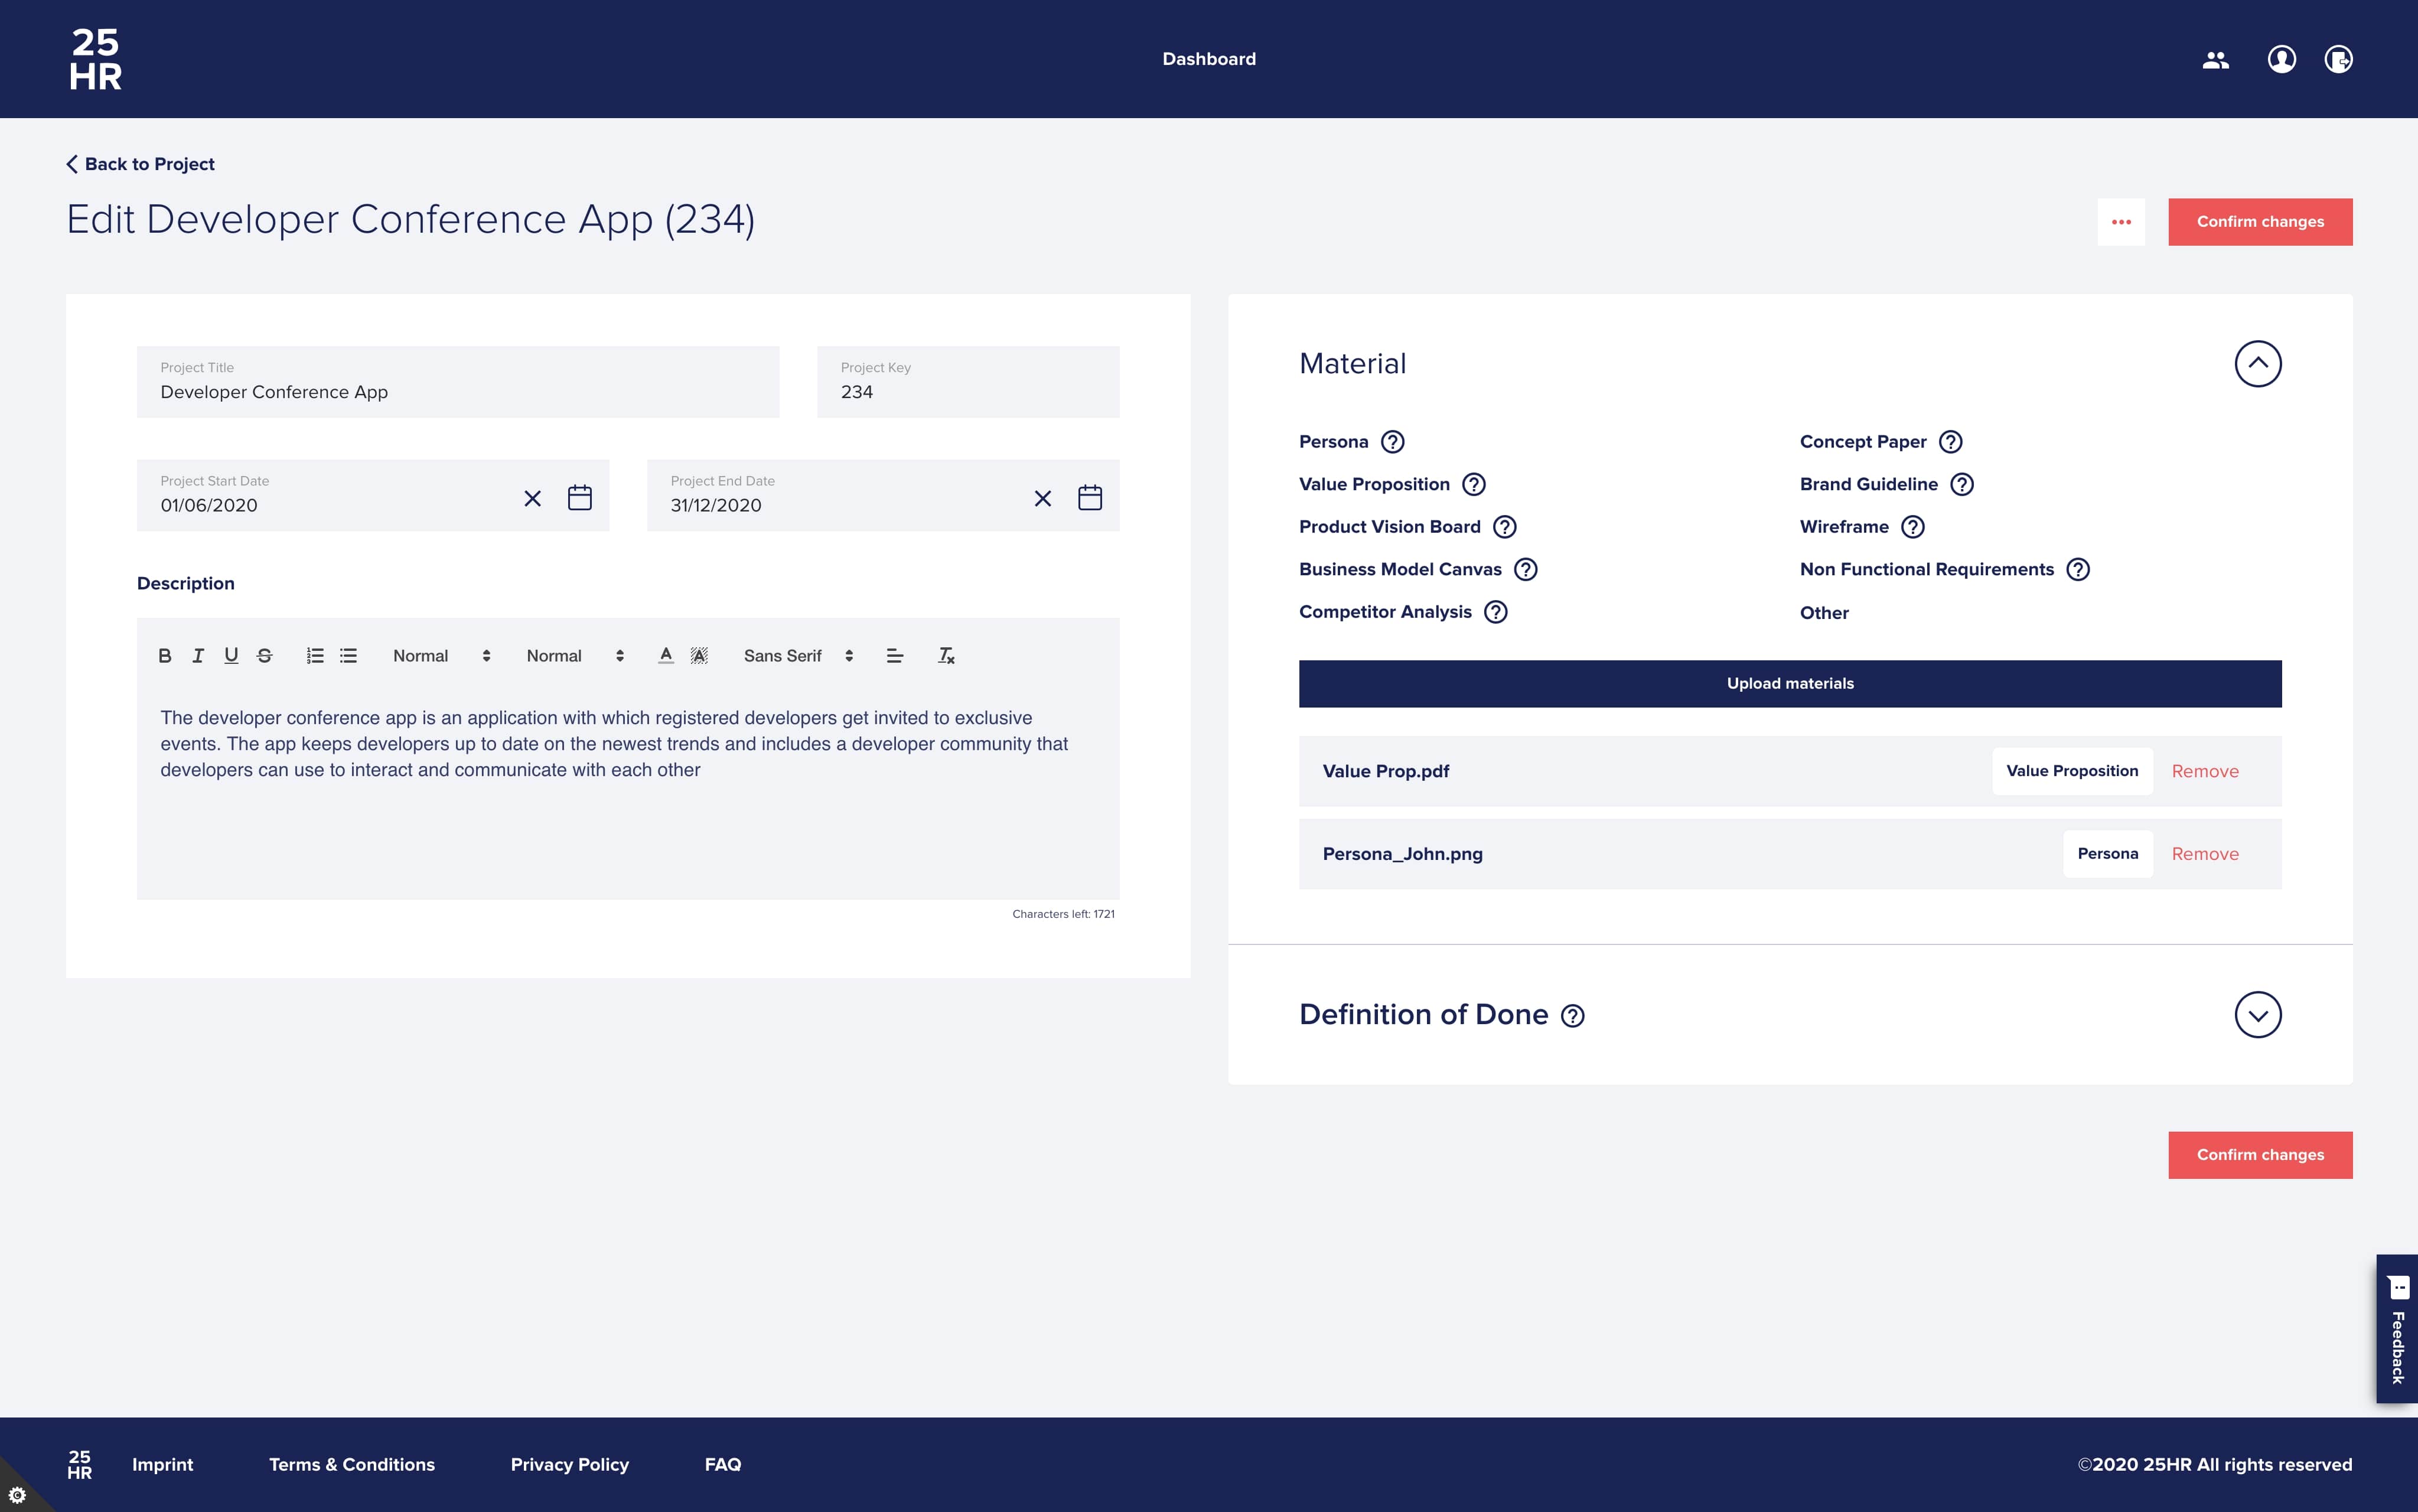 25
HR
Dashboard
Back to Project
Edit Developer Conference App (234)
Confirm changes
Project Title
Developer Conference App
Project Key
234
Project Start Date
01/06/2020
Project End Date
31/12/2020
Description
B I U S Normal Normal A A Sans Serif Tx
The developer conference app is an application with which registered developers get invited to exclusive
events. The app keeps developers up to date on the newest trends and includes a developer community that
developers can use to interact and communicate with each other
Characters left: 1721
Material
Persona ?
Value Proposition ?
Product Vision Board ?
Business Model Canvas ?
Competitor Analysis ?
Concept Paper ?
Brand Guideline ?
Wireframe ?
Non Functional Requirements ?
Other
Upload materials
Value Prop.pdf Value Proposition Remove
Persona_John.png Persona Remove
Definition of Done ?
Confirm changes
Feedback
25
HR
Imprint Terms & Conditions Privacy Policy FAQ
©2020 25HR All rights reserved